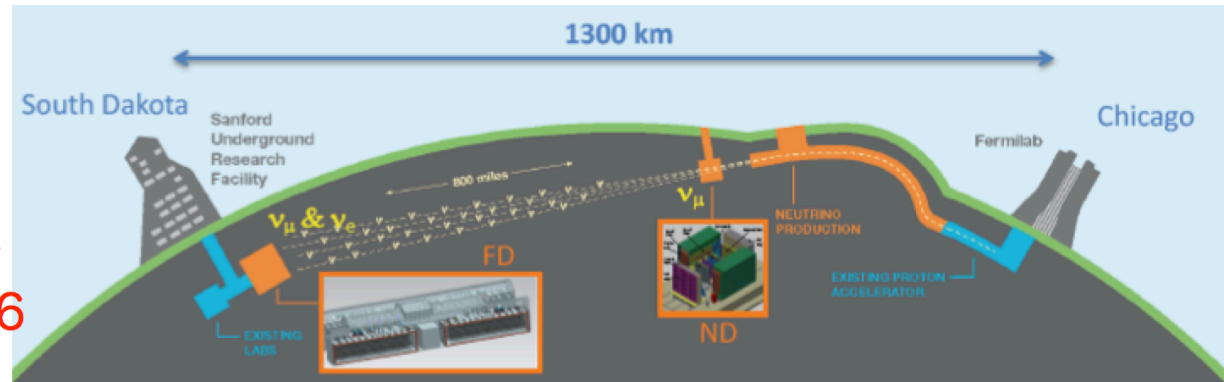 1300 km
South Dakota
Sanford
Underground
Research
Facility
Chicago
Fermilab
800 miles
νμ & νe
νμ
NEUTRINO
PRODUCTION
FD
EXISTING PROTON
ACCELERATOR
6
EXISTING
LABS
ND